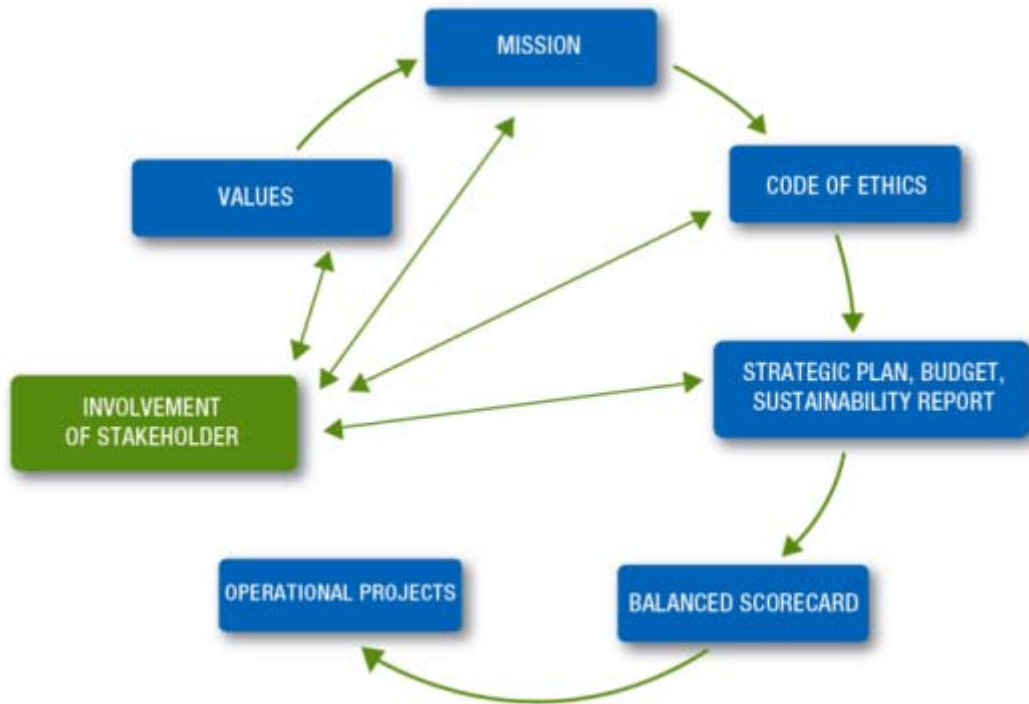 MISSION
VALUES
CODE OF ETHICS
STRATEGIC PLAN, BUDGET,
SUSTAINABILITY REPORT
INVOLVEMENT
OF STAKEHOLDER
OPERATIONAL PROJECTS
BALANCED SCORECARD